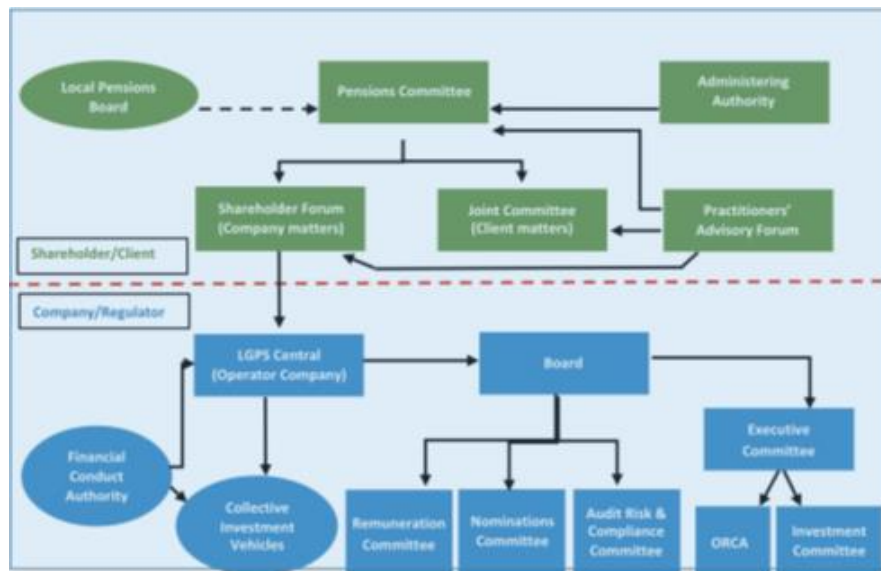 Local Pensions
Board
Pensions Committee
Administering
Authority
Shareholder Forum
(Company matters)
Joint Committee
(Client matters)
Practitioners'
Advisory Forum
Shareholder/Client
Company/Regulator
LGPS Central
(Operator Company)
Board
Executive
Committee
Financial
Conduct
Authority
Collective
Investment
Vehicles
Remuneration
Committee
Nominations
Committee
Audit Risk &
Compliance
Committee
ORCA
Investment
Committee